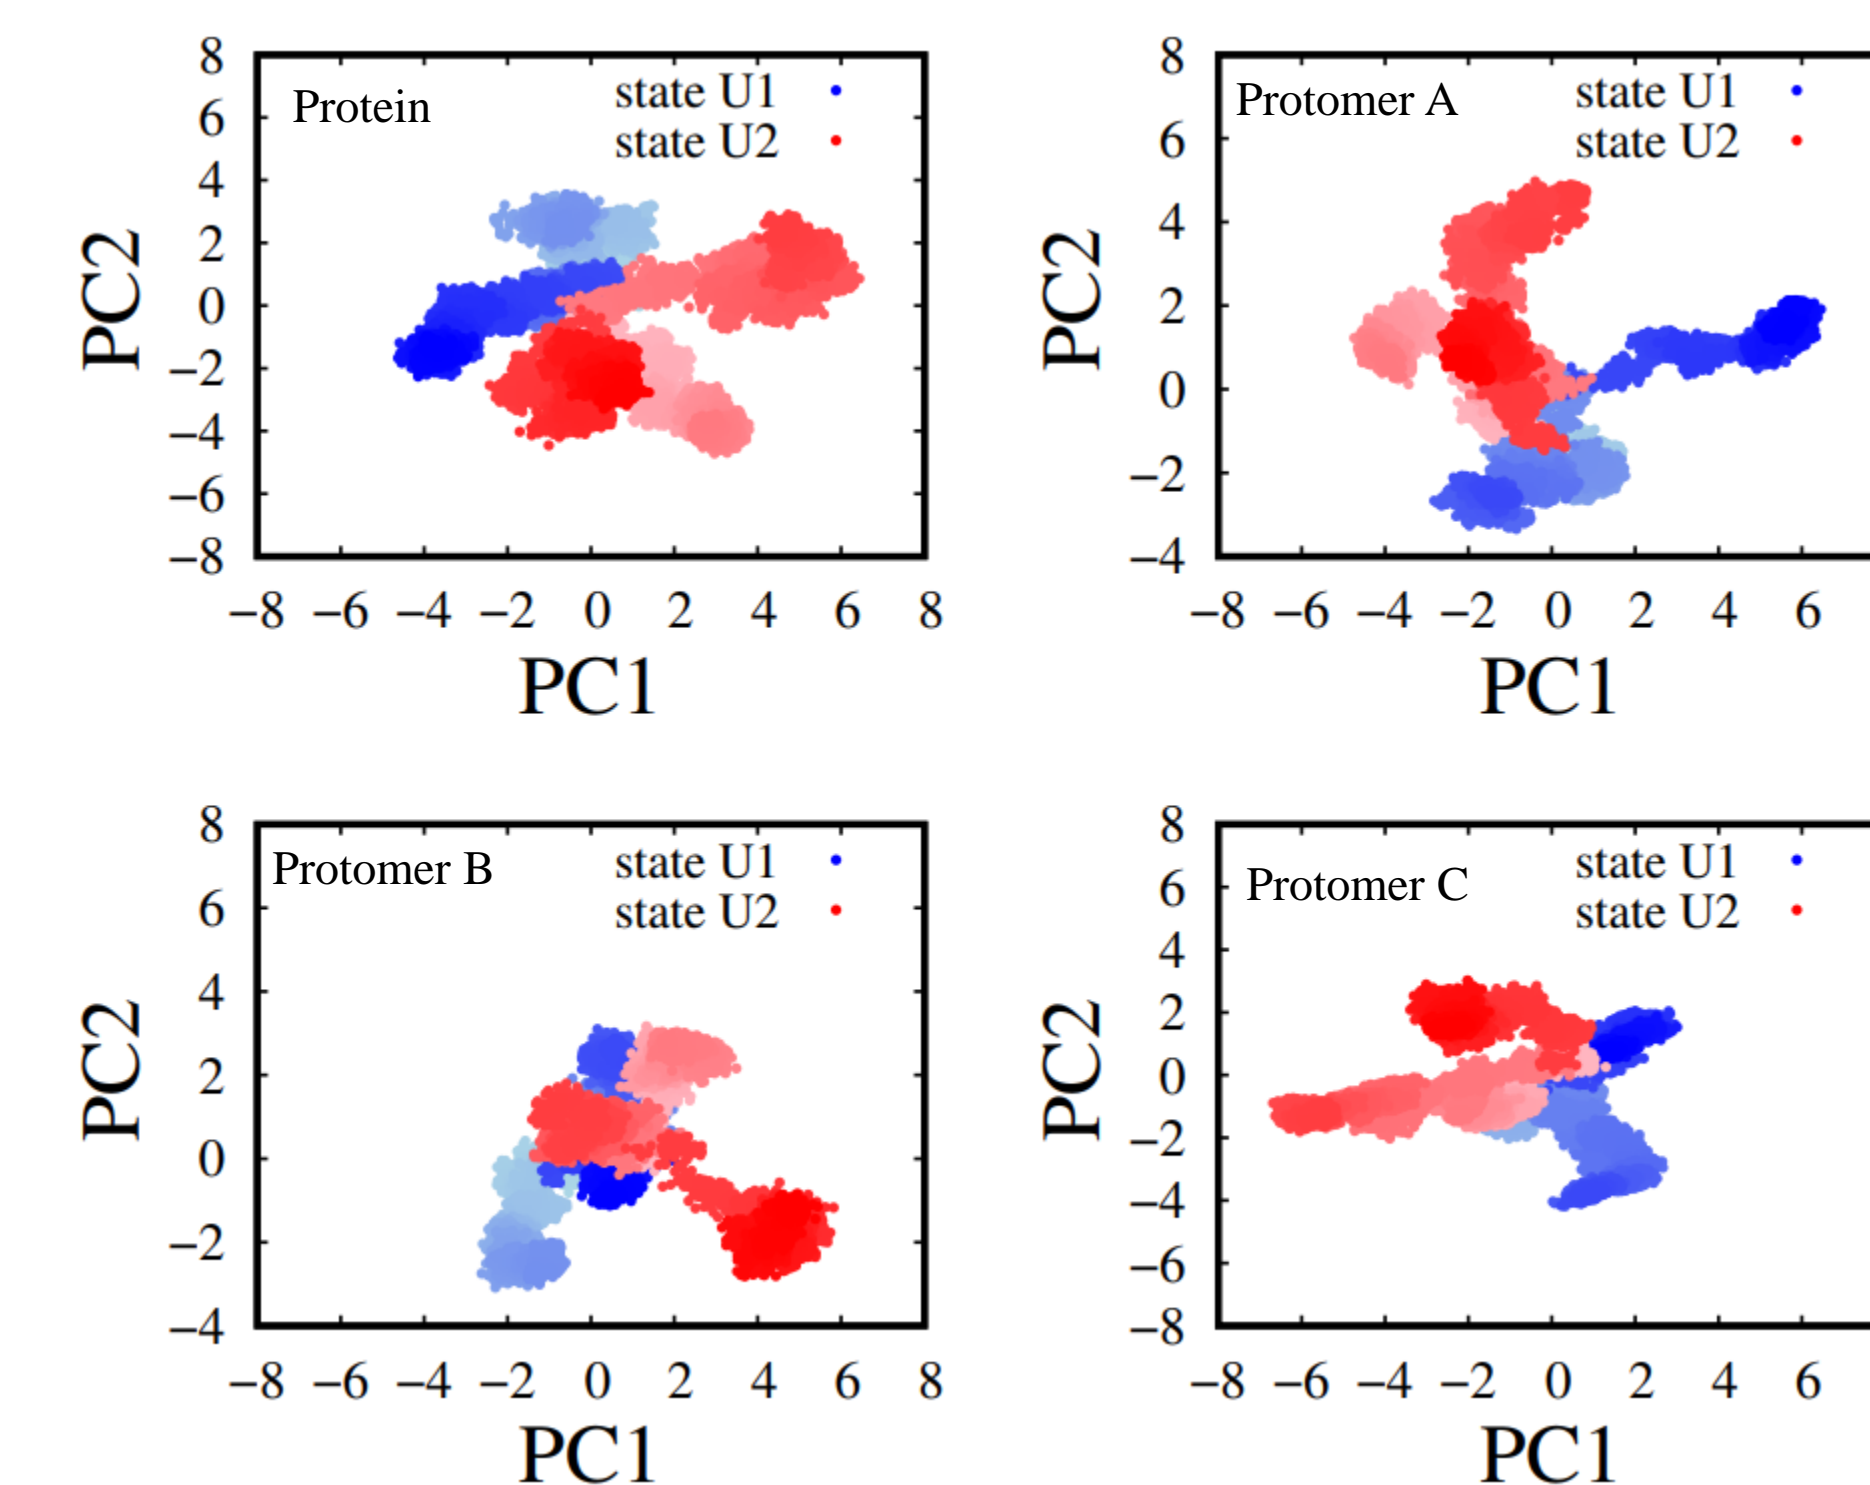 Protein
state U1
state U2
8
6
4
2
0
−2
−4
−6
−8
PC2
−8 −6 −4 −2 0 2 4 6 8
PC1
Protomer A
state U1
state U2
8
6
4
2
0
−2
−4
PC2
−8 −6 −4 −2 0 2 4 6
PC1
Protomer B
state U1
state U2
8
6
4
2
0
−2
−4
PC2
−8 −6 −4 −2 0 2 4 6 8
PC1
Protomer C
state U1
state U2
8
6
4
2
0
−2
−4
−6
−8
PC2
−8 −6 −4 −2 0 2 4 6
PC1